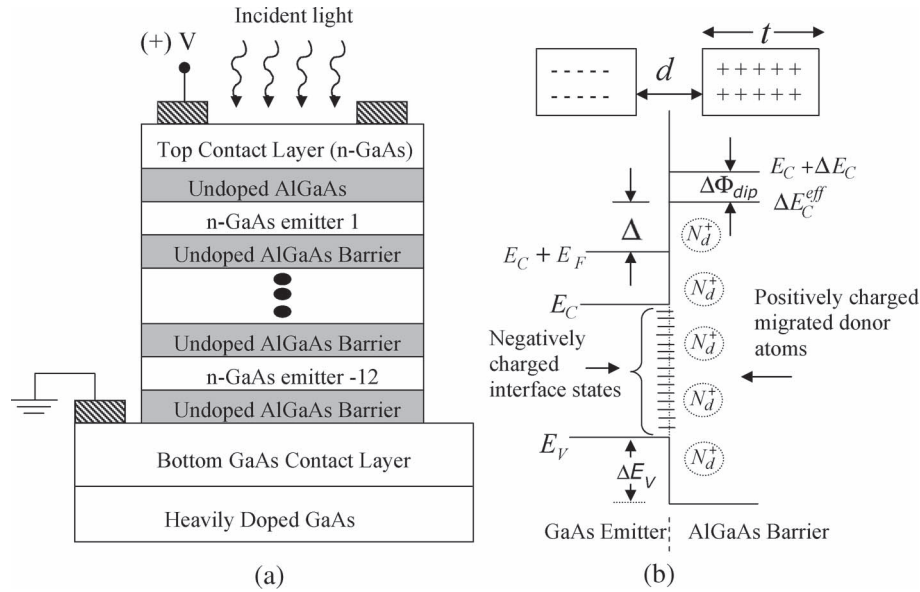 Incident light
(+) V
Top Contact Layer (n-GaAs)
Undoped AlGaAs
n-GaAs emitter 1
Undoped AlGaAs Barrier
Undoped AlGaAs Barrier
n-GaAs emitter -12
Undoped AlGaAs Barrier
Bottom GaAs Contact Layer
Heavily Doped GaAs
(a)
t
d
- - - - -
- - - - -
+ + + + +
+ + + + +
E_C + ΔE_C
ΔΦ_dip
ΔE_C^eff
Δ
E_C + E_F
N_d^+
N_d^+
E_C
N_d^+
N_d^+
N_d^+
Negatively
charged
interface states
Positively charged
migrated donor
atoms
E_V
ΔE_V
GaAs Emitter
AlGaAs Barrier
(b)